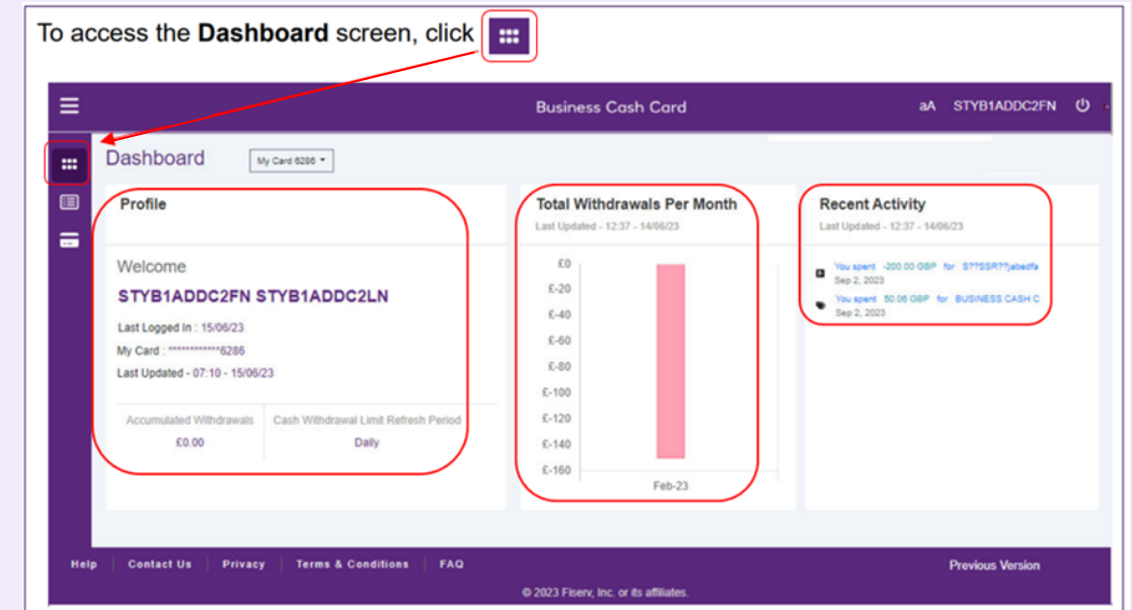 To access the Dashboard screen, click
Business Cash Card
aA STYB1ADDC2FN
Dashboard
My Card 6286
Profile
Welcome
STYB1ADDC2FN STYB1ADDC2LN
Last Logged In : 15/06/23
My Card : ************6286
Last Updated - 07:10 - 15/06/23
Accumulated Withdrawals
Cash Withdrawal Limit Refresh Period
£0.00
Daily
Total Withdrawals Per Month
Last Updated - 12:37 - 14/06/23
£0
£-20
£-40
£-60
£-80
£-100
£-120
£-140
£-160
Feb-23
Recent Activity
Last Updated - 12:37 - 14/06/23
You spent -200.00 GBP for S??SSR??jabedfa
Sep 2, 2023
You spent 50.06 GBP for BUSINESS CASH C
Sep 2, 2023
Help Contact Us Privacy Terms & Conditions FAQ
Previous Version
© 2023 Fiserv, Inc. or its affiliates.